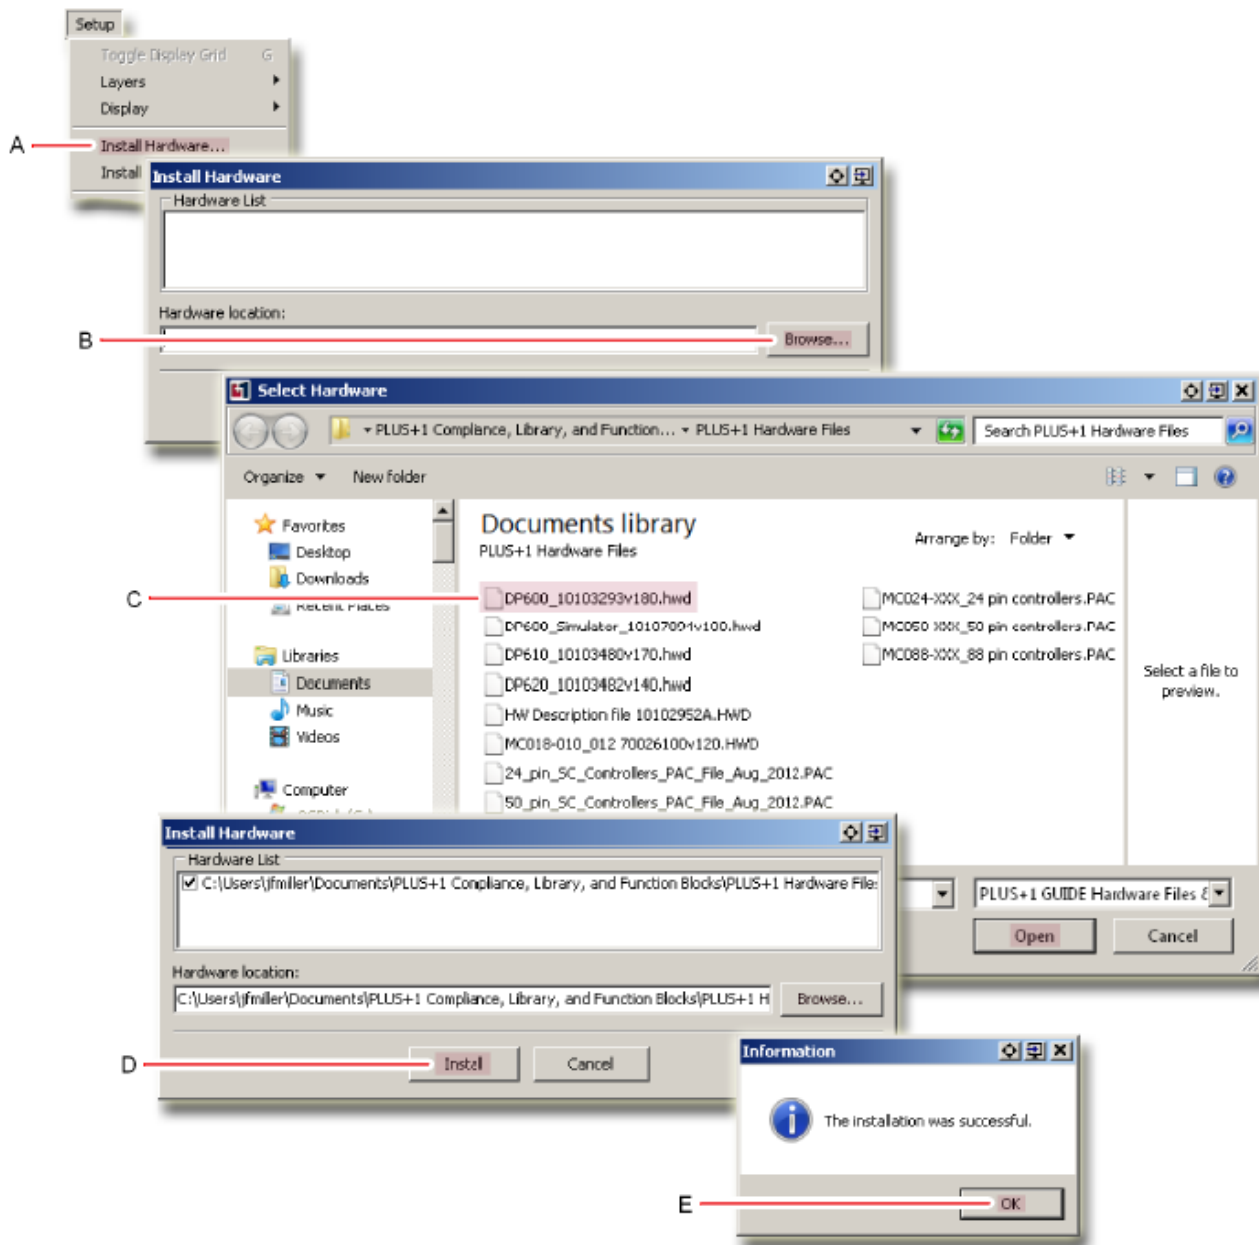 Setup
Toggle Display Grid G
Layers
Display
A
Install Hardware...
Install
Install Hardware
Hardware List
Hardware location:
B
Browse...
Select Hardware
PLUS+1 Compliance, Library, and Function... PLUS+1 Hardware Files
Search PLUS+1 Hardware Files
Organize
New folder
Favorites
Desktop
Downloads
Recent Places
Libraries
Documents
Music
Videos
Computer
Documents library
PLUS+1 Hardware Files
Arrange by: Folder
C
DP600_10103293v180.hwd
DP600_Simulator_10107094v100.hwd
DP610_10103480v170.hwd
DP620_10103482v140.hwd
HW Description file 10102952A.HWD
MC018-010_012 70026100v120.HWD
24_pin_SC_Controllers_PAC_File_Aug_2012.PAC
50_pin_SC_Controllers_PAC_File_Aug_2012.PAC
MC024-XXX_24 pin controllers.PAC
MC050-XXX_50 pin controllers.PAC
MC088-XXX_88 pin controllers.PAC
Select a file to
preview.
PLUS+1 GUIDE Hardware Files &
Open
Cancel
Install Hardware
Hardware List
C:\Users\jfmiller\Documents\PLUS+1 Compliance, Library, and Function Blocks\PLUS+1 Hardware Files
Hardware location:
C:\Users\jfmiller\Documents\PLUS+1 Compliance, Library, and Function Blocks\PLUS+1 H
Browse...
D
Install
Cancel
Information
The installation was successful.
E
OK